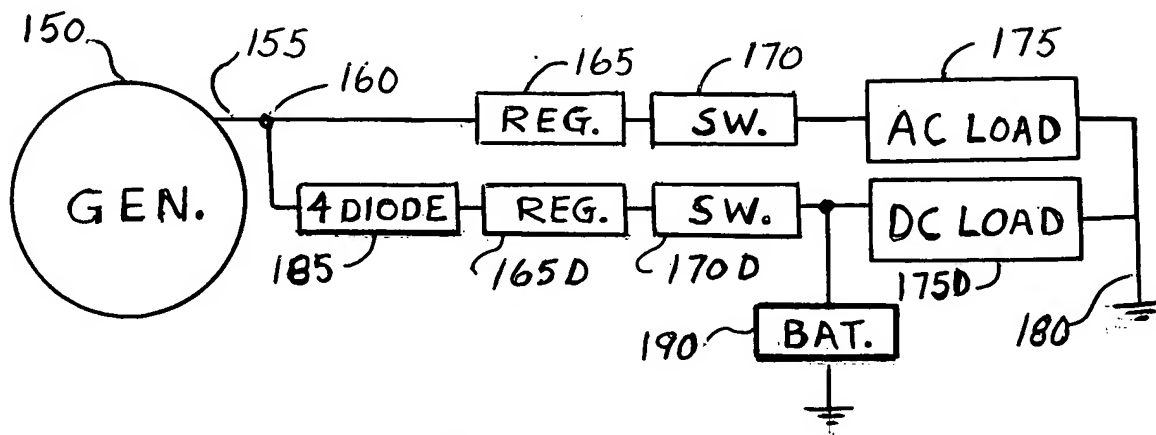 150
155
160
165
170
175
GEN.
REG.
SW.
AC LOAD
4 DIODE
REG.
SW.
DC LOAD
185
165D
170D
175D
190
BAT.
180